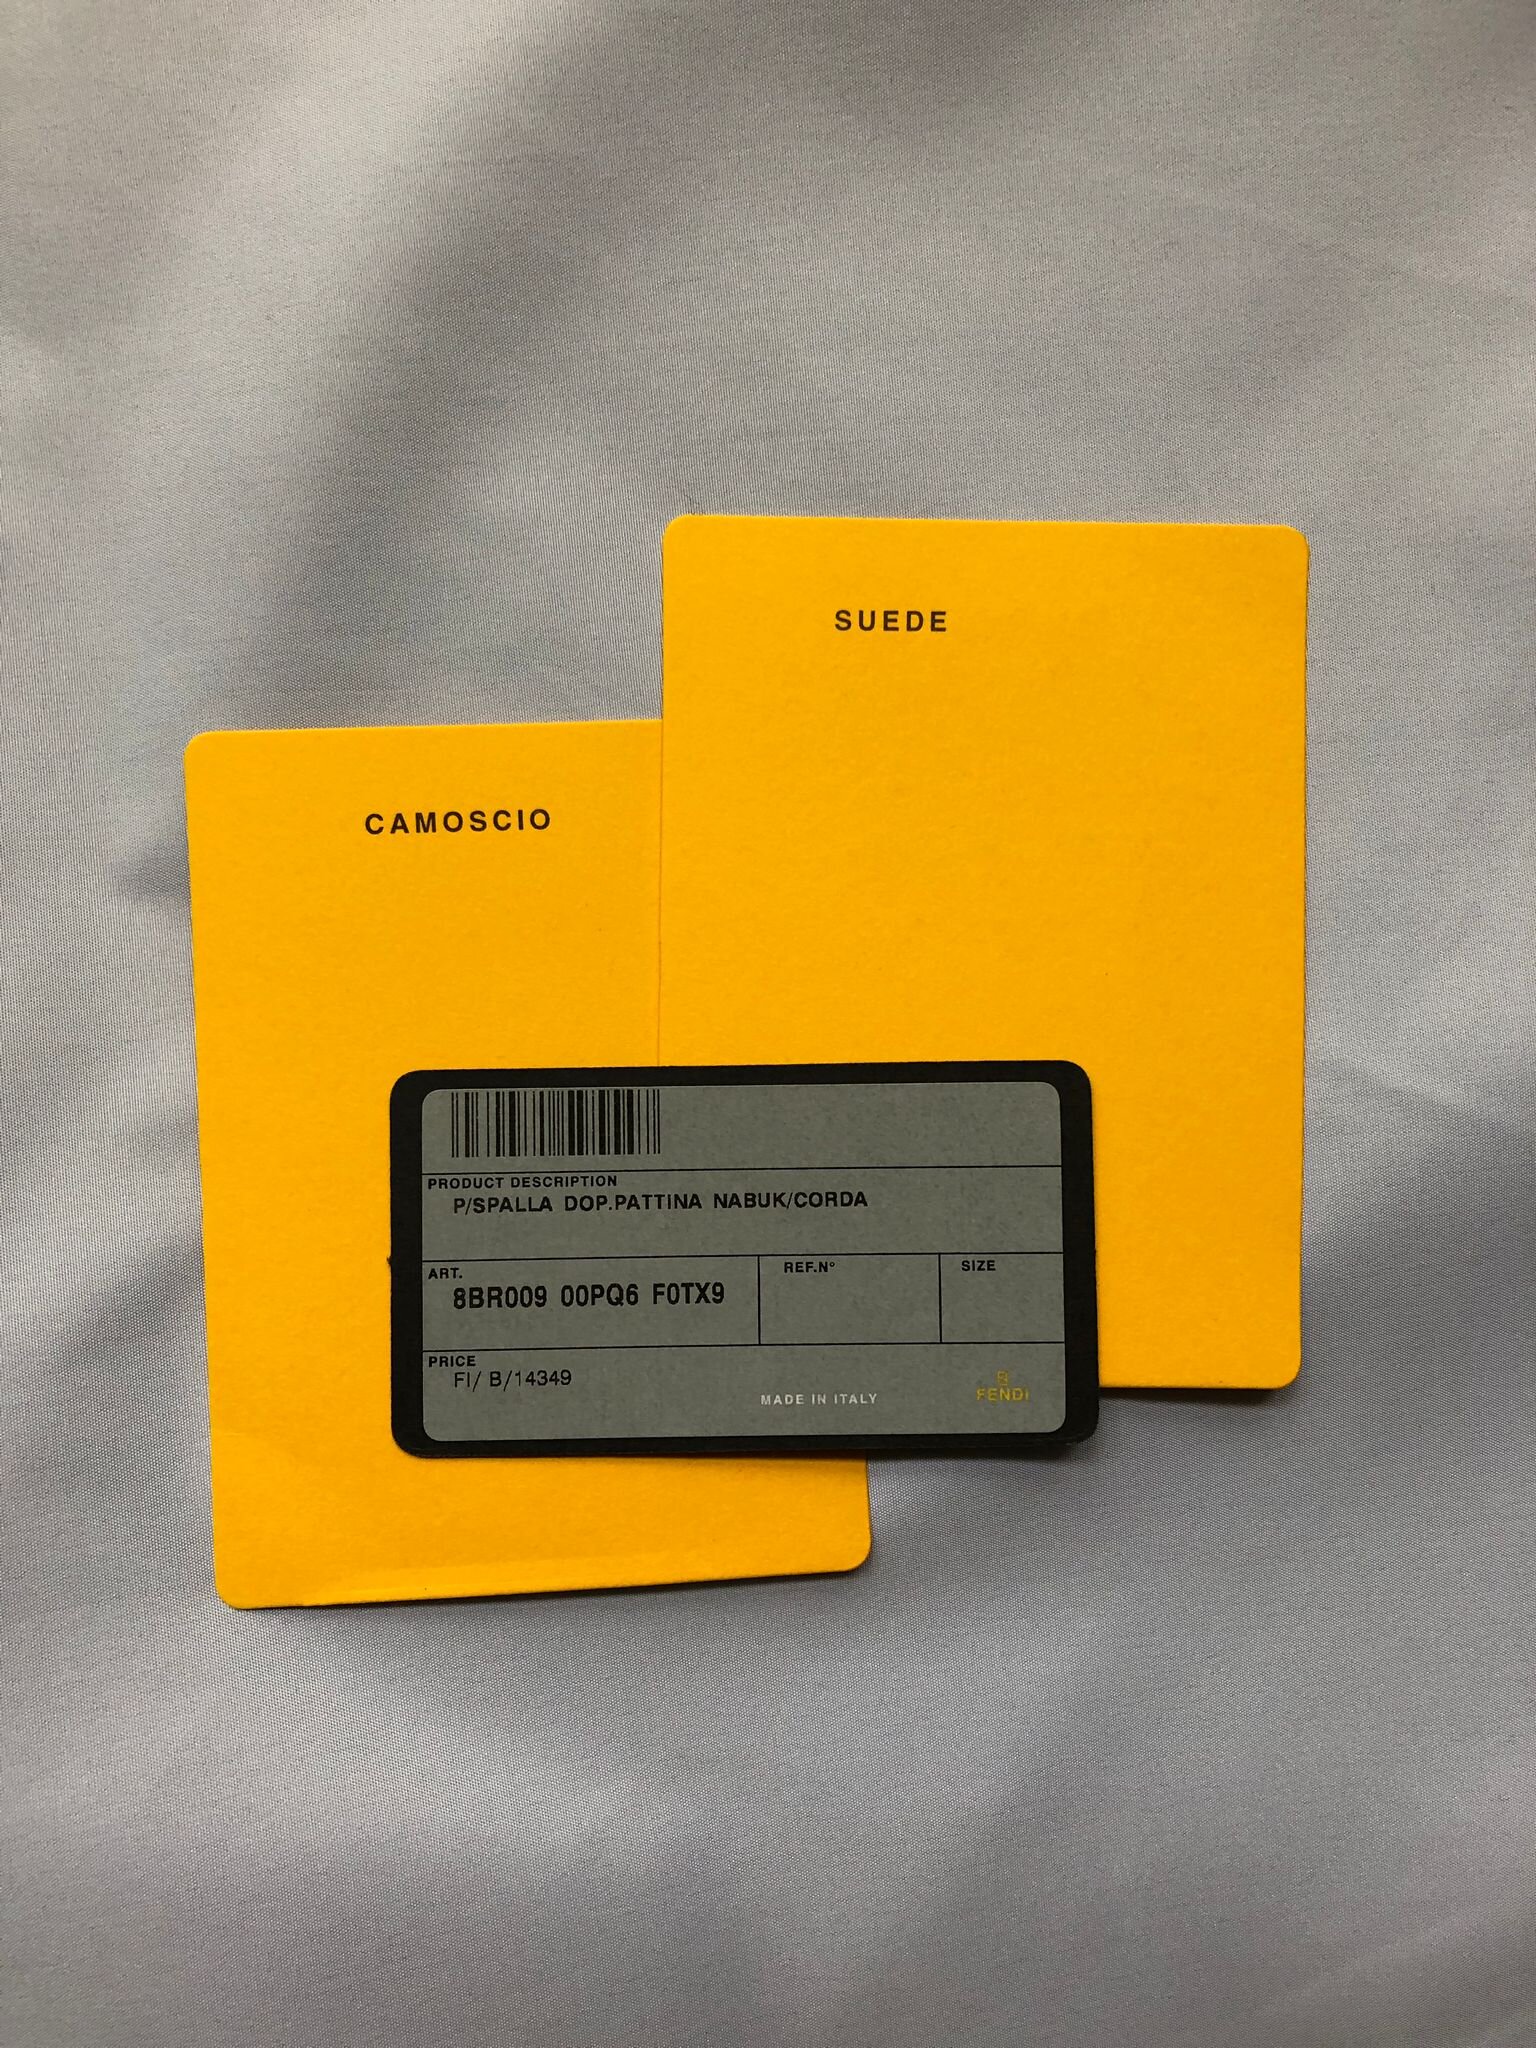 SUEDE
CAMOSCIO
PRODUCT DESCRIPTION
P/SPALLA DOP.PATTINA NABUK/CORDA
ART.
8BR009 00PQ6 F0TX9
REF.N°
SIZE
PRICE
FI/ B/14349
MADE IN ITALY
FENDI